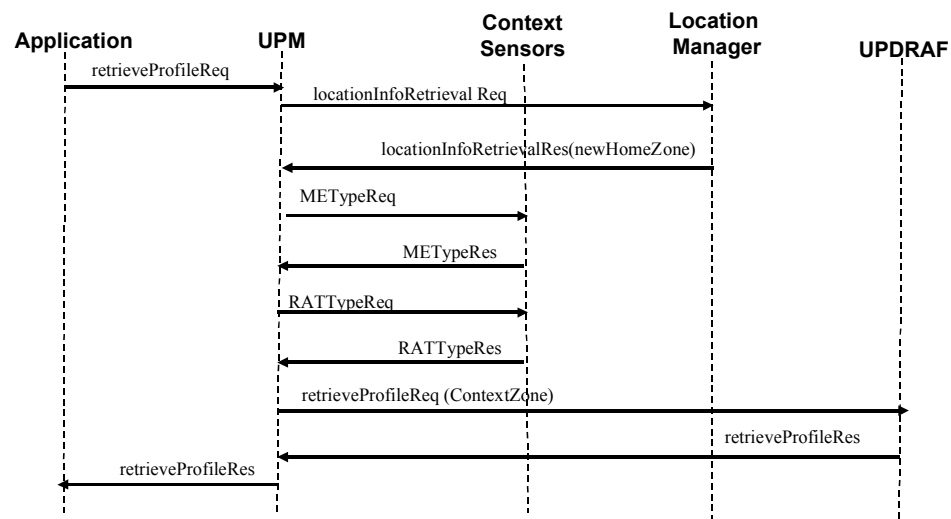 Application
UPM
Context
Sensors
Location
Manager
UPDRAF
retrieveProfileReq
locationInfoRetrieval Req
locationInfoRetrievalRes(newHomeZone)
METypeReq
METypeRes
RATTypeReq
RATTypeRes
retrieveProfileReq (ContextZone)
retrieveProfileRes
retrieveProfileRes